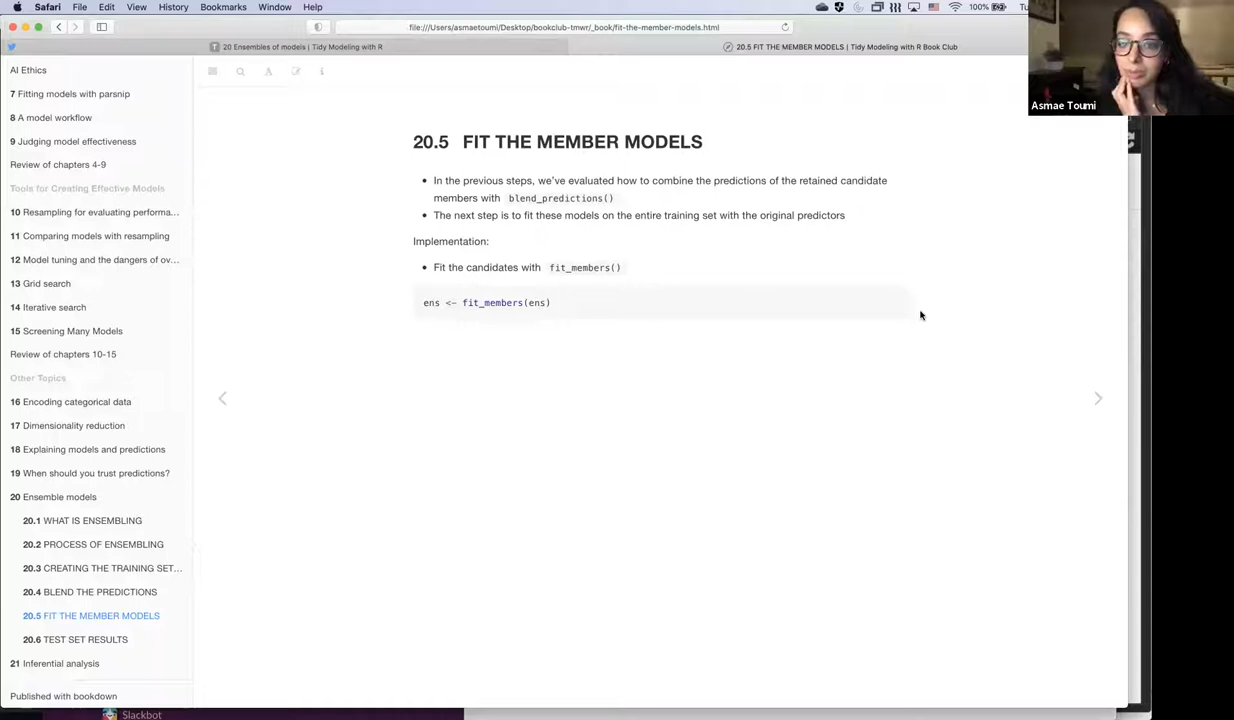 Safari File Edit View History Bookmarks Window Help 100% Tu
file:///Users/asmaetoumi/Desktop/bookclub-tmwr/_book/fit-the-member-models.html
T 20 Ensembles of models | Tidy Modeling with R
20.5 FIT THE MEMBER MODELS | Tidy Modeling with R Book Club
Asmae Toumi
AI Ethics
7 Fitting models with parsnip
8 A model workflow
9 Judging model effectiveness
Review of chapters 4-9
Tools for Creating Effective Models
10 Resampling for evaluating performa...
11 Comparing models with resampling
12 Model tuning and the dangers of ov...
13 Grid search
14 Iterative search
15 Screening Many Models
Review of chapters 10-15
Other Topics
16 Encoding categorical data
17 Dimensionality reduction
18 Explaining models and predictions
19 When should you trust predictions?
20 Ensemble models
20.1 WHAT IS ENSEMBLING
20.2 PROCESS OF ENSEMBLING
20.3 CREATING THE TRAINING SET...
20.4 BLEND THE PREDICTIONS
20.5 FIT THE MEMBER MODELS
20.6 TEST SET RESULTS
21 Inferential analysis
Published with bookdown
20.5 FIT THE MEMBER MODELS
• In the previous steps, we've evaluated how to combine the predictions of the retained candidate
members with blend_predictions()
• The next step is to fit these models on the entire training set with the original predictors
Implementation:
• Fit the candidates with fit_members()
ens <- fit_members(ens)
Slackbot